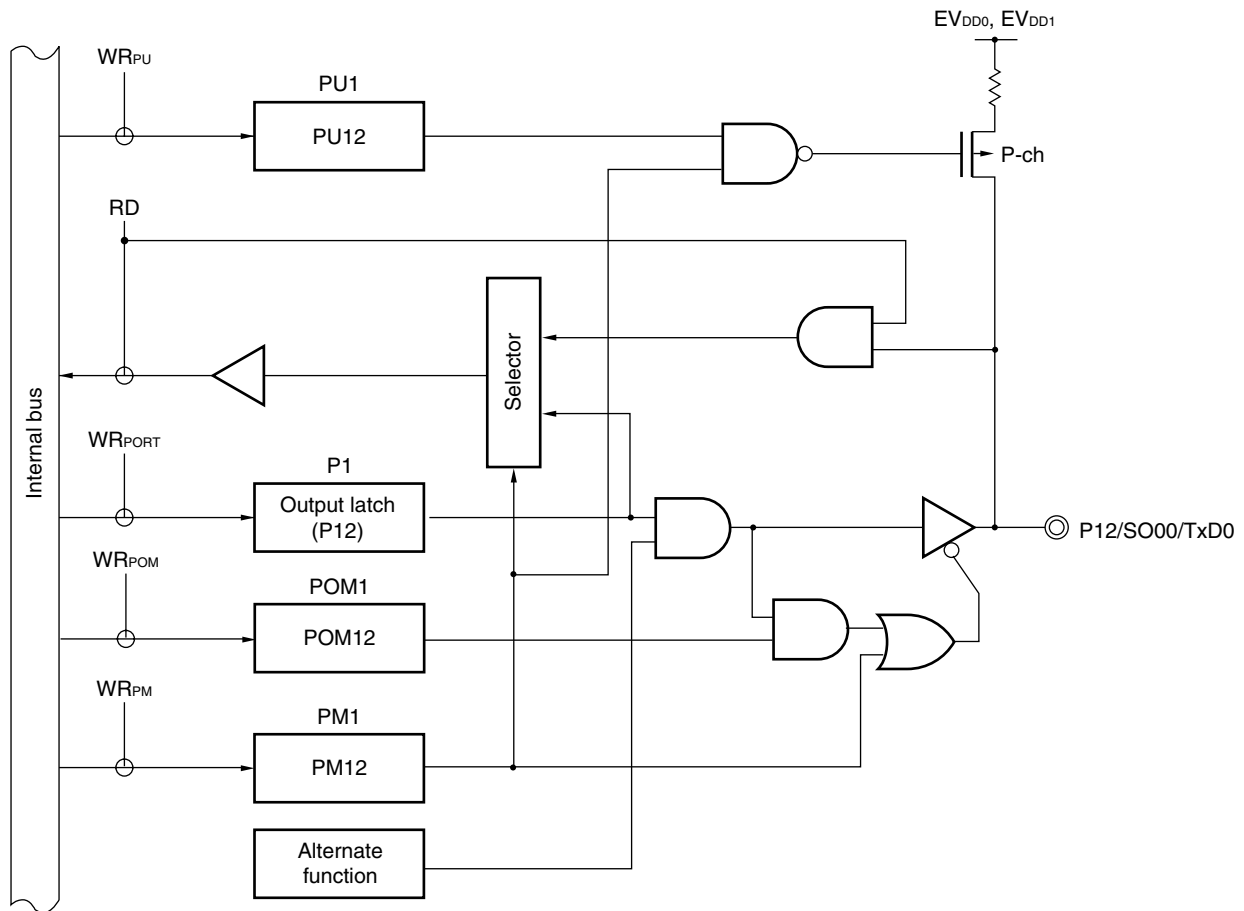 EVDD0, EVDD1
WRPU
PU1
PU12
P-ch
RD
Selector
Internal bus
WRPORT
P1
Output latch
(P12)
P12/SO00/TxD0
WRPOM
POM1
POM12
WRPM
PM1
PM12
Alternate
function